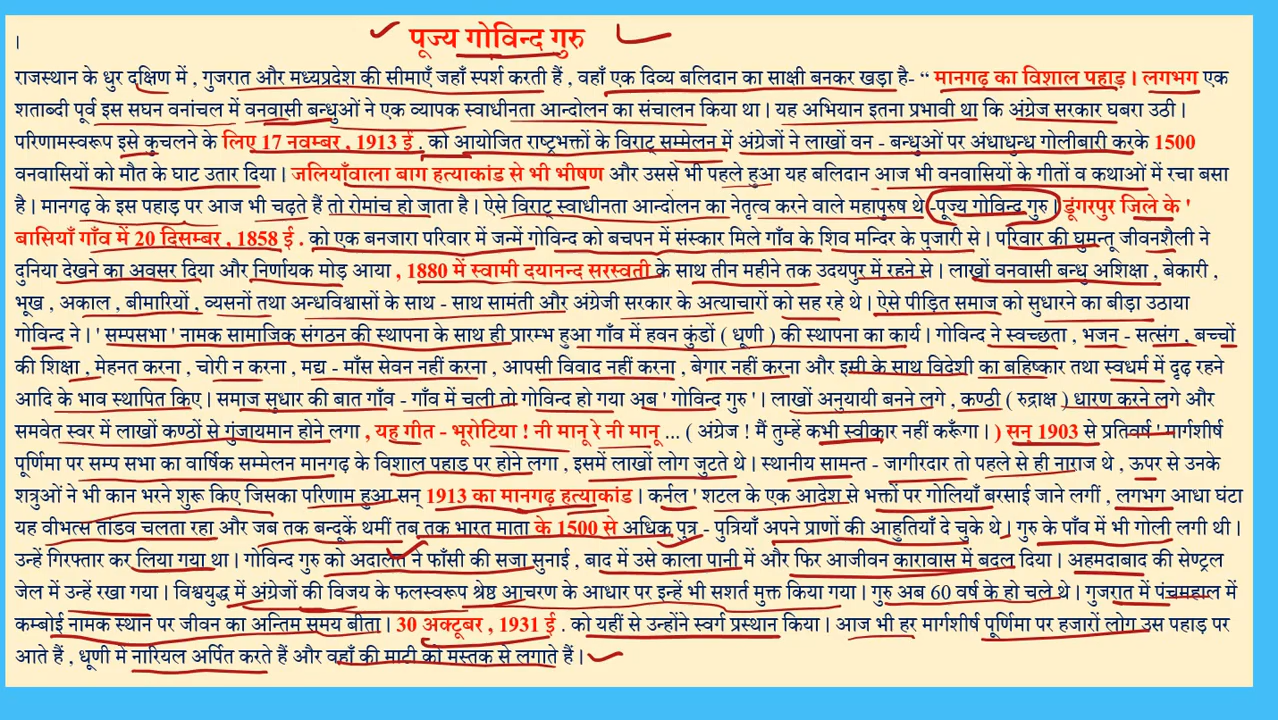 पूज्य गोविन्द गुरु
|
राजस्थान के धुर दक्षिण में , गुजरात और मध्यप्रदेश की सीमाएँ जहाँ स्पर्श करती हैं , वहाँ एक दिव्य बलिदान का साक्षी बनकर खड़ा है- “ मानगढ़ का विशाल पहाड़ | लगभग एक
शताब्दी पूर्व इस सघन वनांचल में वनवासी बन्धुओं ने एक व्यापक स्वाधीनता आन्दोलन का संचालन किया था | यह अभियान इतना प्रभावी था कि अंग्रेज सरकार घबरा उठी |
परिणामस्वरूप इसे कुचलने के लिए 17 नवम्बर , 1913 ई . को आयोजित राष्ट्रभक्तों के विराट् सम्मेलन में अंग्रेजों ने लाखों वन - बन्धुओं पर अंधाधुन्ध गोलीबारी करके 1500
वनवासियों को मौत के घाट उतार दिया | जलियाँवाला बाग हत्याकांड से भी भीषण और उससे भी पहले हुआ यह बलिदान आज भी वनवासियों के गीतों व कथाओं में रचा बसा
है | मानगढ़ के इस पहाड़ पर आज भी चढ़ते हैं तो रोमांच हो जाता है | ऐसे विराट् स्वाधीनता आन्दोलन का नेतृत्व करने वाले महापुरुष थे -पूज्य गोविन्द गुरु | डूंगरपुर जिले के '
बासियाँ गाँव में 20 दिसम्बर , 1858 ई . को एक बनजारा परिवार में जन्में गोविन्द को बचपन में संस्कार मिले गाँव के शिव मन्दिर के पुजारी से | परिवार की घुमन्तू जीवनशैली ने
दुनिया देखने का अवसर दिया और निर्णायक मोड़ आया , 1880 में स्वामी दयानन्द सरस्वती के साथ तीन महीने तक उदयपुर में रहने से | लाखों वनवासी बन्धु अशिक्षा , बेकारी ,
भूख , अकाल , बीमारियों , व्यसनों तथा अन्धविश्वासों के साथ - साथ सामंती और अंग्रेजी सरकार के अत्याचारों को सह रहे थे | ऐसे पीड़ित समाज को सुधारने का बीड़ा उठाया
गोविन्द ने | ' सम्पसभा ' नामक सामाजिक संगठन की स्थापना के साथ ही प्रारम्भ हुआ गाँव में हवन कुंडों ( धूणी ) की स्थापना का कार्य | गोविन्द ने स्वच्छता , भजन - सत्संग , बच्चों
की शिक्षा , मेहनत करना , चोरी न करना , मद्य - माँस सेवन नहीं करना , आपसी विवाद नहीं करना , बेगार नहीं करना और इसी के साथ विदेशी का बहिष्कार तथा स्वधर्म में दृढ़ रहने
आदि के भाव स्थापित किए | समाज सुधार की बात गाँव - गाँव में चली तो गोविन्द हो गया अब ' गोविन्द गुरु ' | लाखों अनुयायी बनने लगे , कण्ठी ( रुद्राक्ष ) धारण करने लगे और
समवेत स्वर में लाखों कण्ठों से गुंजायमान होने लगा , यह गीत - भूरोटिया ! नी मानू रे नी मानू ... ( अंग्रेज ! मैं तुम्हें कभी स्वीकार नहीं करूँगा | ) सन् 1903 से प्रतिवर्ष ' मार्गशीर्ष
पूर्णिमा पर सम्प सभा का वार्षिक सम्मेलन मानगढ़ के विशाल पहाड़ पर होने लगा , इसमें लाखों लोग जुटते थे | स्थानीय सामन्त - जागीरदार तो पहले से ही नाराज थे , ऊपर से उनके
शत्रुओं ने भी कान भरने शुरू किए जिसका परिणाम हुआ सन् 1913 का मानगढ़ हत्याकांड | कर्नल ' शटल के एक आदेश से भक्तों पर गोलियाँ बरसाई जाने लगीं , लगभग आधा घंटा
यह वीभत्स तांडव चलता रहा और जब तक बन्दूकें थमीं तब तक भारत माता के 1500 से अधिक पुत्र - पुत्रियाँ अपने प्राणों की आहुतियाँ दे चुके थे | गुरु के पाँव में भी गोली लगी थी |
उन्हें गिरफ्तार कर लिया गया था | गोविन्द गुरु को अदालत ने फाँसी की सजा सुनाई , बाद में उसे काला पानी में और फिर आजीवन कारावास में बदल दिया | अहमदाबाद की सेण्ट्रल
जेल में उन्हें रखा गया | विश्वयुद्ध में अंग्रेजों की विजय के फलस्वरूप श्रेष्ठ आचरण के आधार पर इन्हें भी सशर्त मुक्त किया गया | गुरु अब 60 वर्ष के हो चले थे | गुजरात में पंचमहाल में
कम्बोई नामक स्थान पर जीवन का अन्तिम समय बीता | 30 अक्टूबर , 1931 ई . को यहीं से उन्होंने स्वर्ग प्रस्थान किया | आज भी हर मार्गशीर्ष पूर्णिमा पर हजारों लोग उस पहाड़ पर
आते हैं , धूणी में नारियल अर्पित करते हैं और वहाँ की माटी को मस्तक से लगाते हैं |